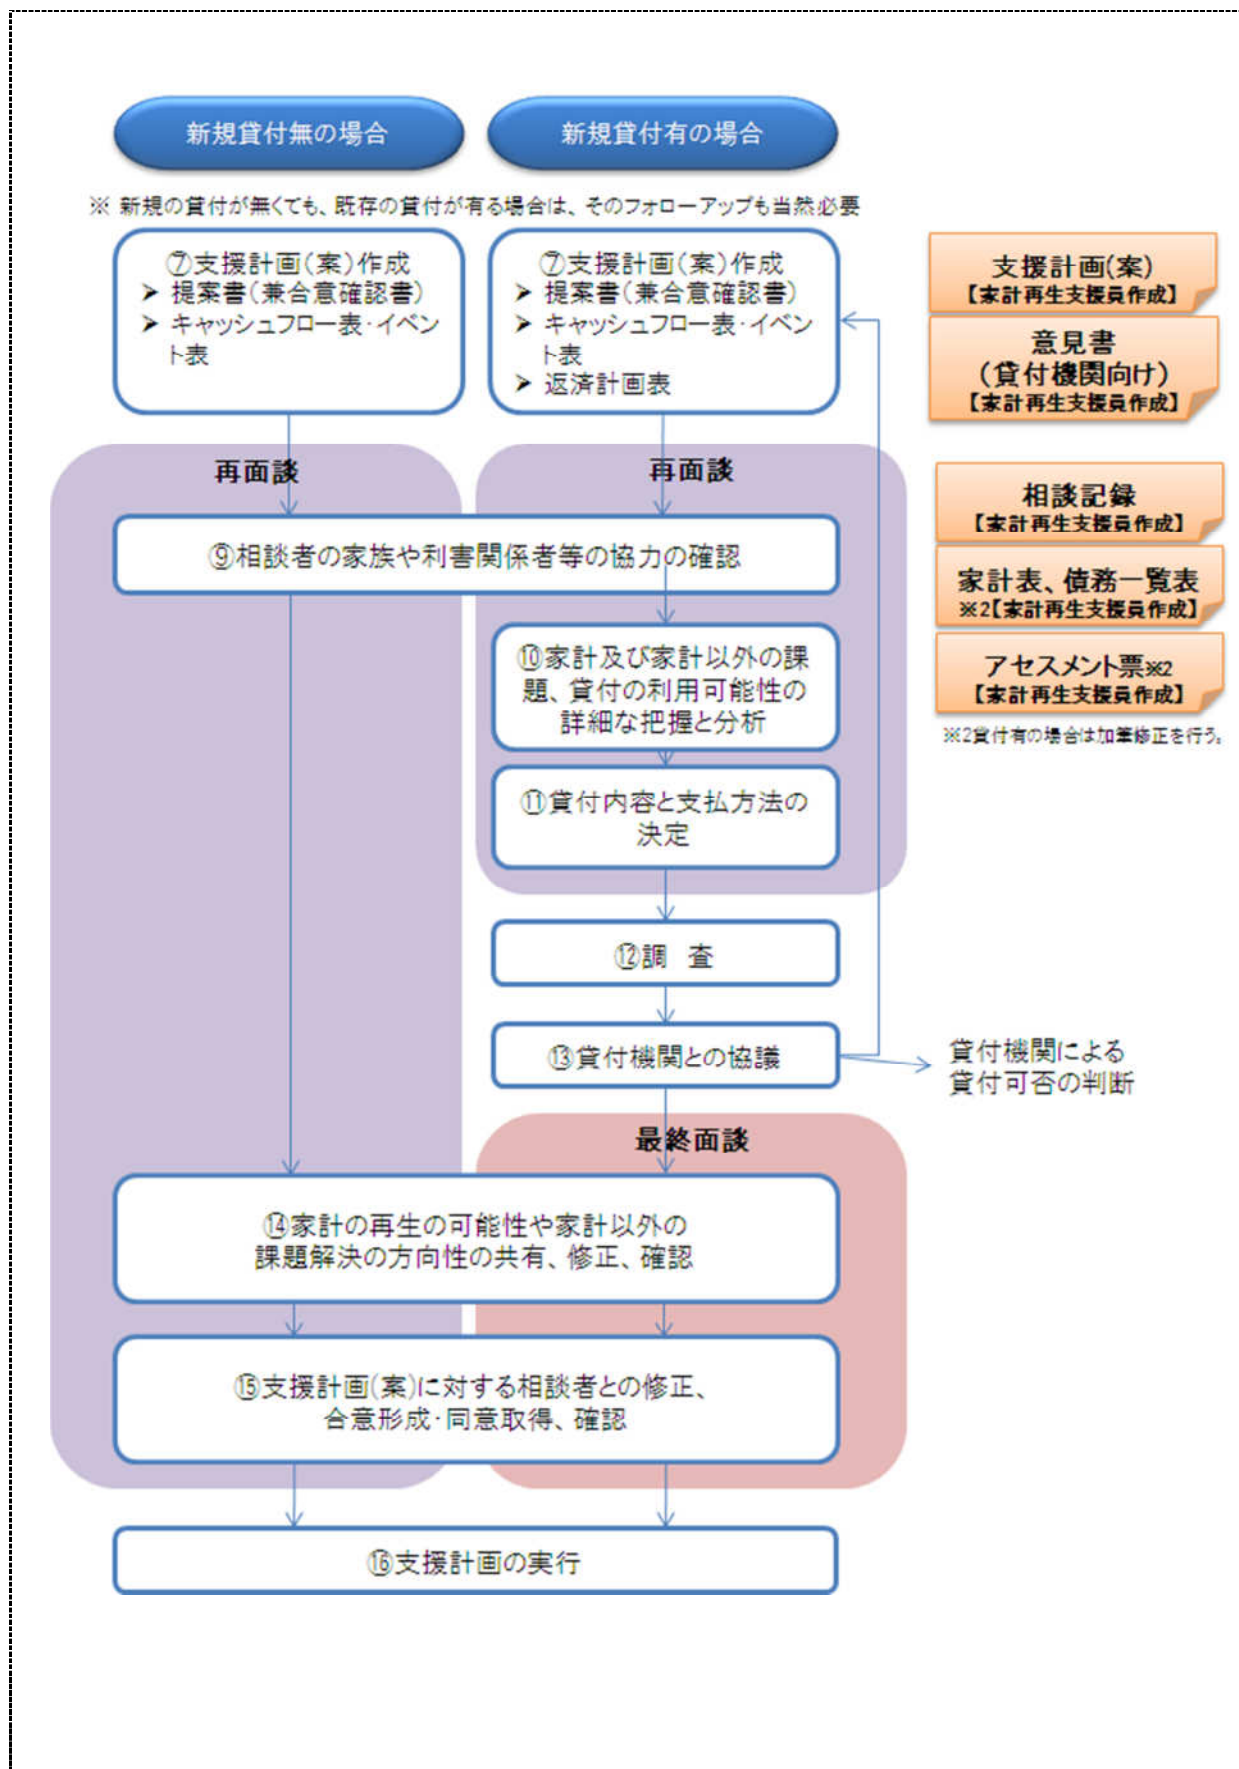 新規貸付無の場合
新規貸付有の場合
※ 新規の貸付が無くても、既存の貸付が有る場合は、そのフォローアップも当然必要
⑦支援計画(案)作成
➤ 提案書(兼合意確認書)
➤ キャッシュフロー表・イベン
ト表
⑦支援計画(案)作成
➤ 提案書(兼合意確認書)
➤ キャッシュフロー表・イベン
ト表
➤ 返済計画表
支援計画(案)
【家計再生支援員作成】
意見書
(貸付機関向け)
【家計再生支援員作成】
再面談
再面談
相談記録
【家計再生支援員作成】
⑨相談者の家族や利害関係者等の協力の確認
家計表、債務一覧表
※2【家計再生支援員作成】
⑩家計及び家計以外の課
題、貸付の利用可能性の
詳細な把握と分析
アセスメント票※2
【家計再生支援員作成】
※2貸付有の場合は加筆修正を行う。
⑪貸付内容と支払方法の
決定
⑫調 査
⑬貸付機関との協議
貸付機関による
貸付可否の判断
最終面談
⑭家計の再生の可能性や家計以外の
課題解決の方向性の共有、修正、確認
⑮支援計画(案)に対する相談者との修正、
合意形成・同意取得、確認
⑯支援計画の実行